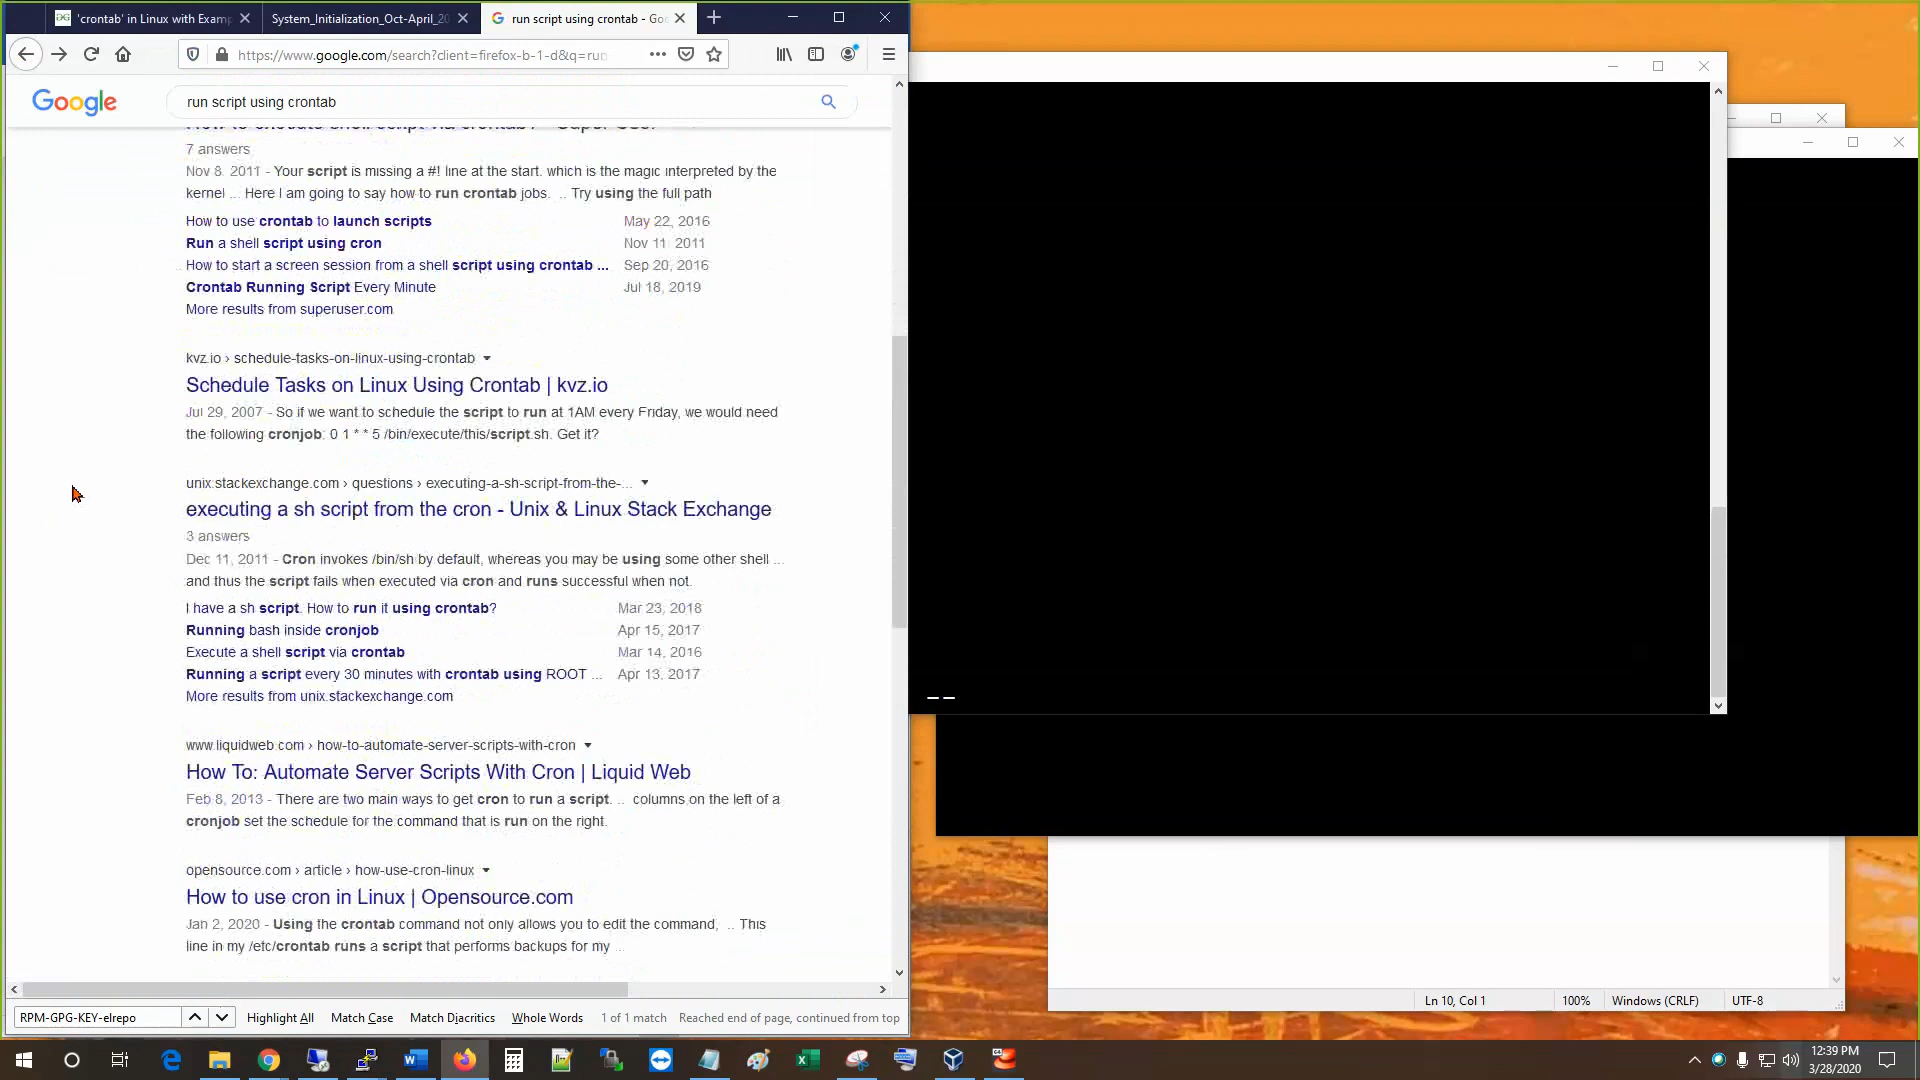 'crontab' in Linux with Examp
System_Initialization_Oct-April_20
run script using crontab - Goo
https://www.google.com/search?client=firefox-b-1-d&q=run
Google
run script using crontab
7 answers
Nov 8, 2011 - Your script is missing a #! line at the start. which is the magic interpreted by the
kernel ... Here I am going to say how to run crontab jobs. ... Try using the full path
How to use crontab to launch scripts
May 22, 2016
Run a shell script using cron
Nov 11, 2011
How to start a screen session from a shell script using crontab ...
Sep 20, 2016
Crontab Running Script Every Minute
Jul 18, 2019
More results from superuser.com
kvz.io › schedule-tasks-on-linux-using-crontab
Schedule Tasks on Linux Using Crontab | kvz.io
Jul 29, 2007 - So if we want to schedule the script to run at 1AM every Friday, we would need
the following cronjob: 0 1 * * 5 /bin/execute/this/script.sh. Get it?
unix.stackexchange.com › questions › executing-a-sh-script-from-the-...
executing a sh script from the cron - Unix & Linux Stack Exchange
3 answers
Dec 11, 2011 - Cron invokes /bin/sh by default, whereas you may be using some other shell ...
and thus the script fails when executed via cron and runs successful when not.
I have a sh script. How to run it using crontab?
Mar 23, 2018
Running bash inside cronjob
Apr 15, 2017
Execute a shell script via crontab
Mar 14, 2016
Running a script every 30 minutes with crontab using ROOT ...
Apr 13, 2017
More results from unix.stackexchange.com
www.liquidweb.com › how-to-automate-server-scripts-with-cron
How To: Automate Server Scripts With Cron | Liquid Web
Feb 8, 2013 - There are two main ways to get cron to run a script. ... columns on the left of a
cronjob set the schedule for the command that is run on the right.
opensource.com › article › how-use-cron-linux
How to use cron in Linux | Opensource.com
Jan 2, 2020 - Using the crontab command not only allows you to edit the command, ... This
line in my /etc/crontab runs a script that performs backups for my ...
RPM-GPG-KEY-elrepo
Highlight All
Match Case
Match Diacritics
Whole Words
1 of 1 match
Reached end of page, continued from top
Ln 10, Col 1
100%
Windows (CRLF)
UTF-8
12:39 PM
3/28/2020